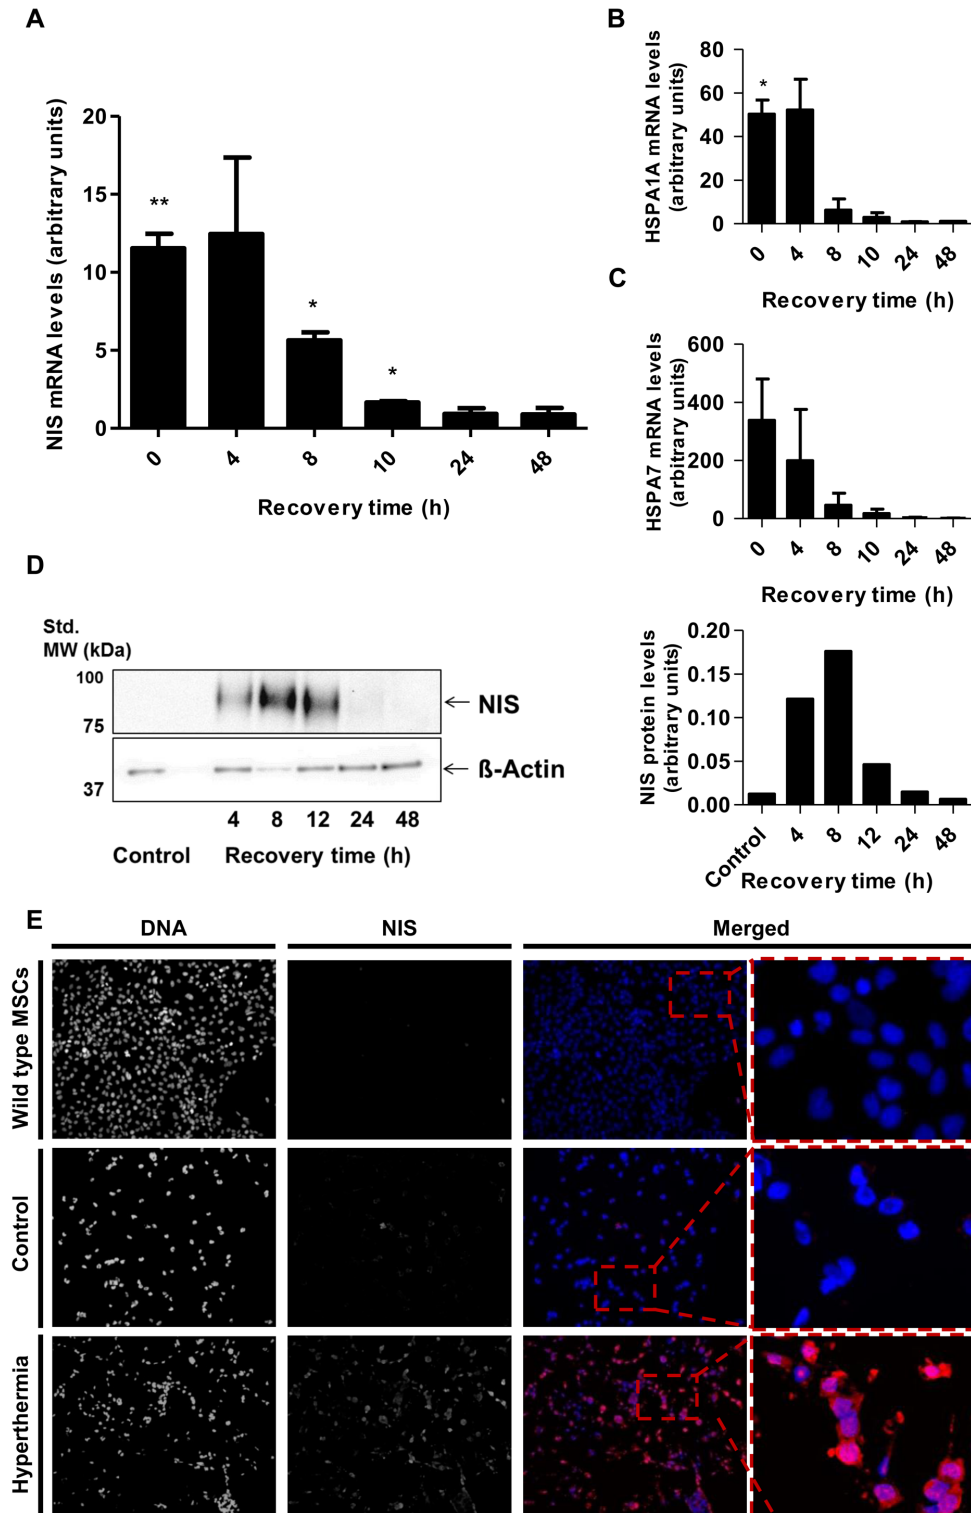 A
NIS mRNA levels (arbitrary units)
20
15
10
5
0
**
*
*
0 4 8 10 24 48
Recovery time (h)
B
HSPA1A mRNA levels
(arbitrary units)
80
60
40
20
0
*
0 4 8 10 24 48
Recovery time (h)
C
HSPA7 mRNA levels
(arbitrary units)
600
400
200
0
0 4 8 10 24 48
Recovery time (h)
D
Std.
MW (kDa)
100
75
37
NIS
ß-Actin
4 8 12 24 48
Control Recovery time (h)
NIS protein levels
(arbitrary units)
0.20
0.15
0.10
0.05
0.00
Control 4 8 12 24 48
Recovery time (h)
E
DNA NIS Merged
Wild type MSCs
Control
Hyperthermia